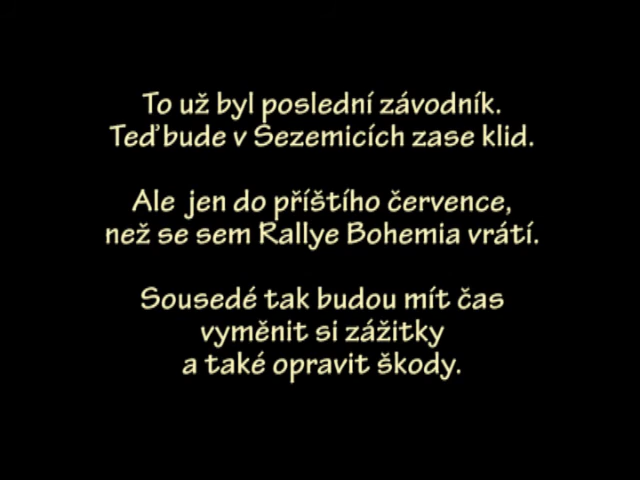 To už byl poslední závodník.
Teď bude v Sezemicích zase klid.
Ale jen do příštího července,
než se sem Rallye Bohemia vrátí.
Sousedé tak budou mít čas
vyměnit si zážitky
a také opravit škody.